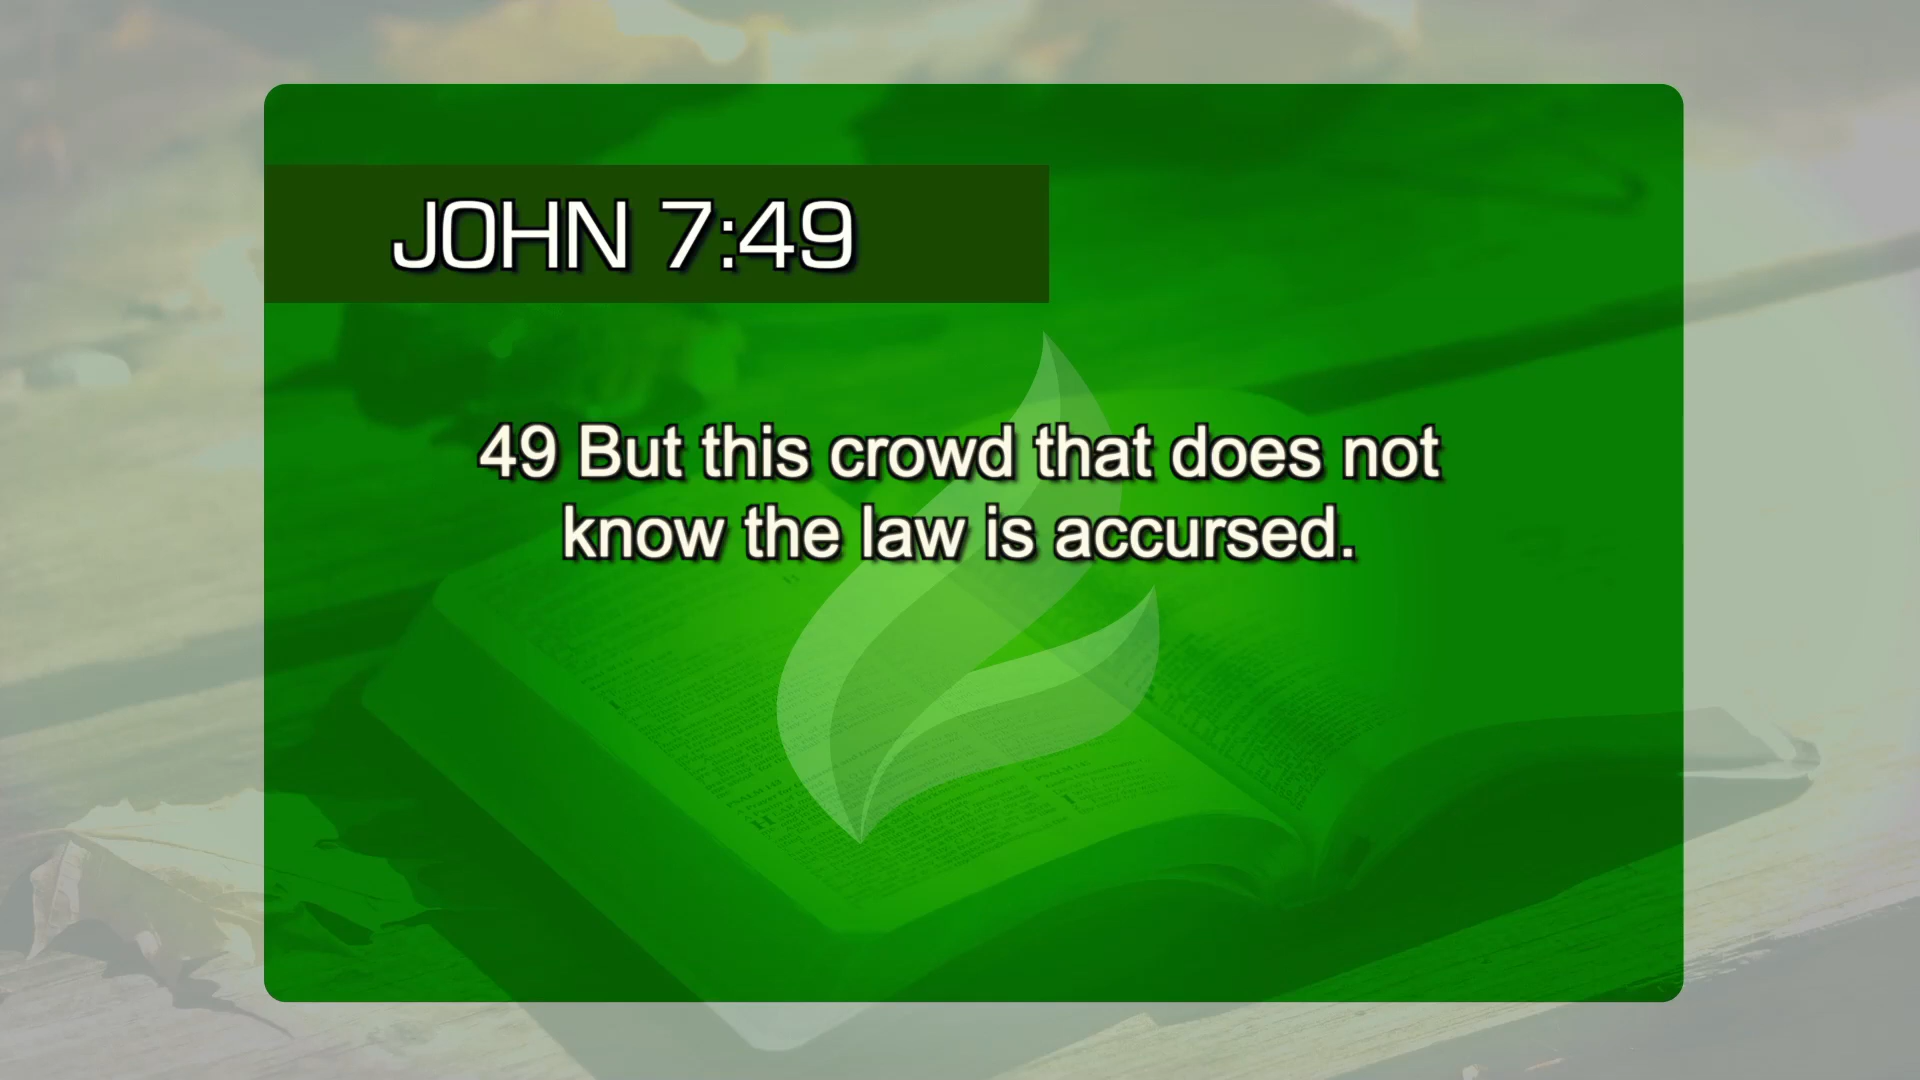 JOHN 7:49
49 But this crowd that does not
know the law is accursed.